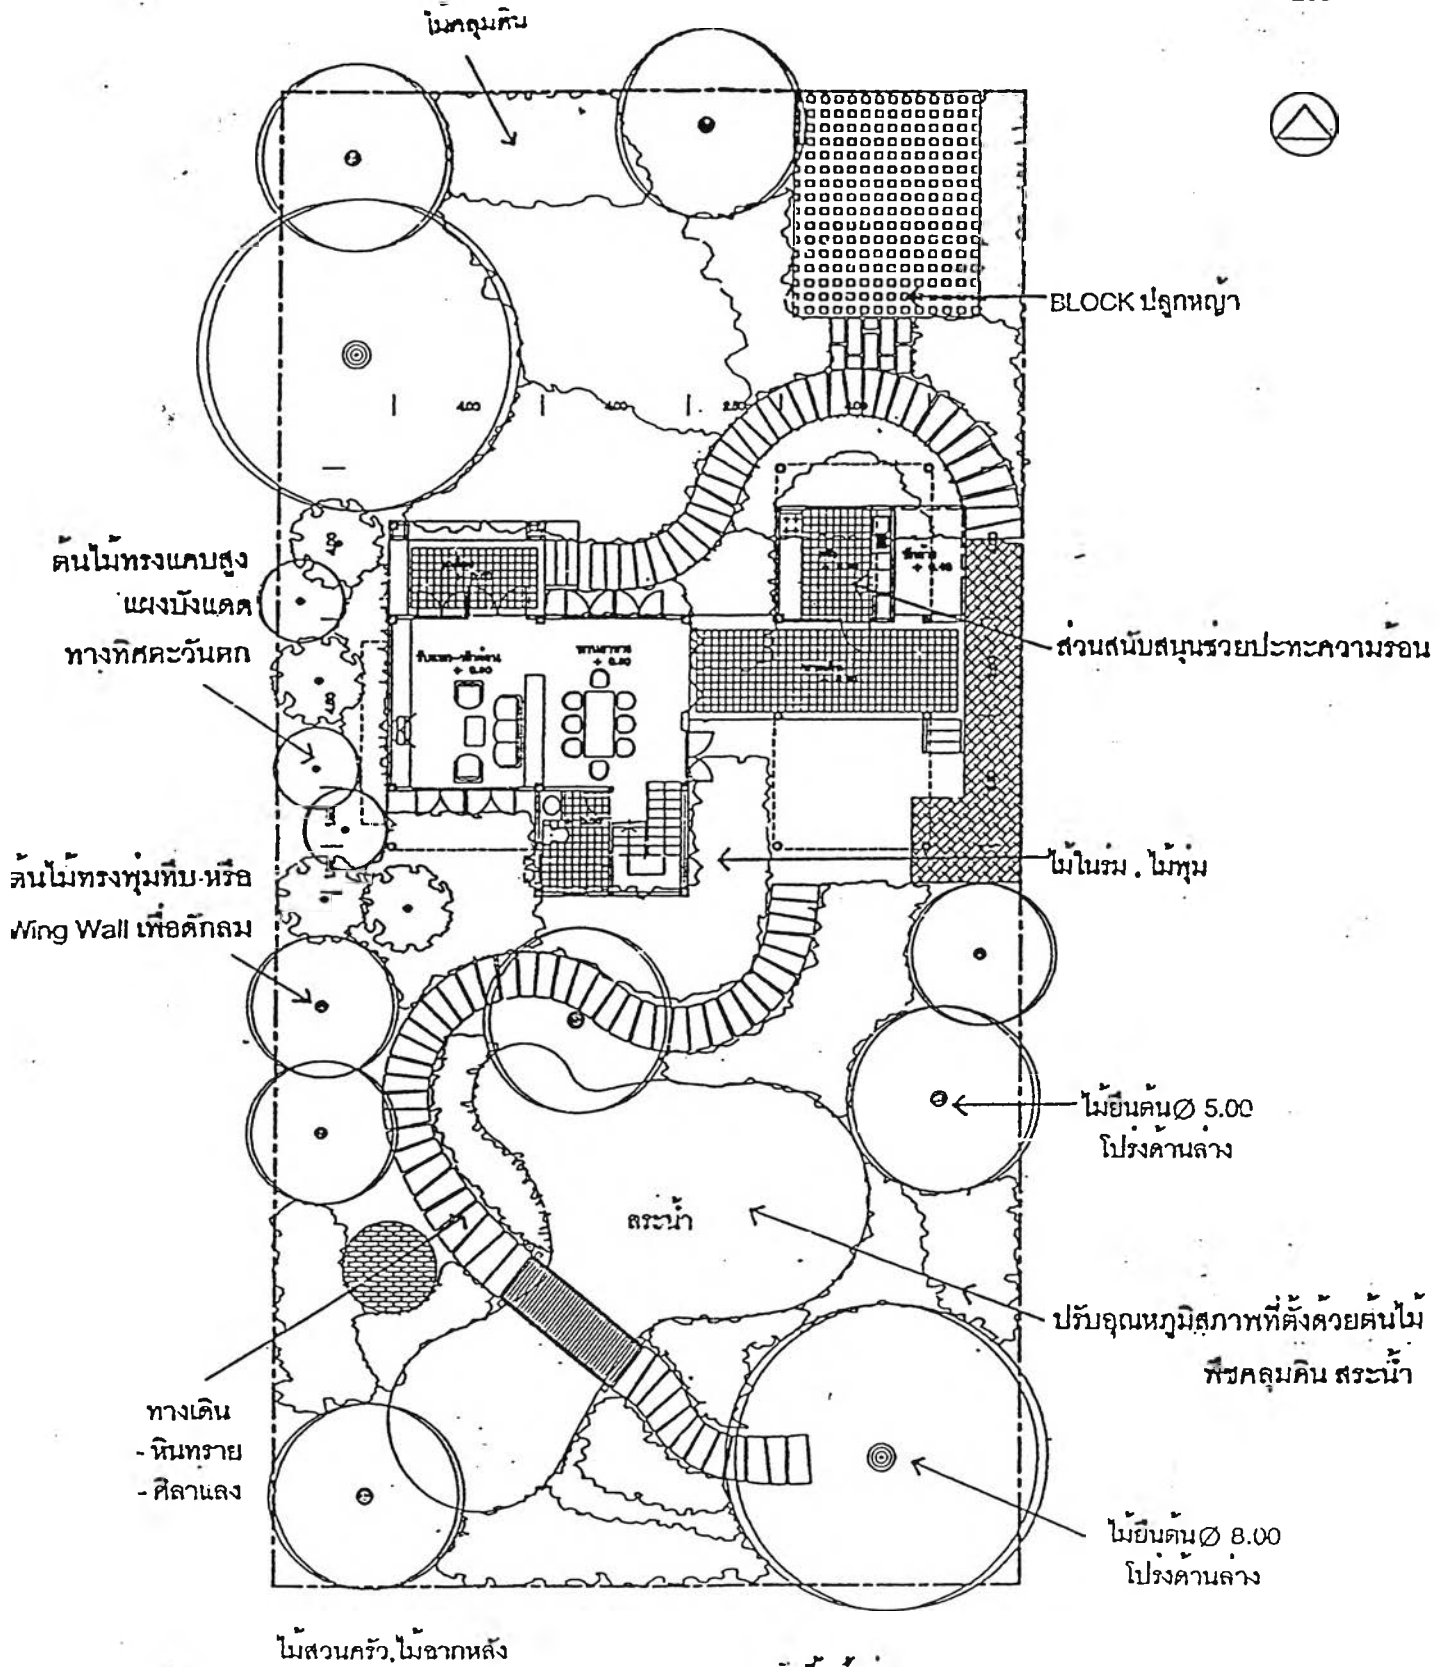 ไม้คลุมดิน
BLOCK ปลูกหญ้า
4.00
4.00
2.50
4.00
ต้นไม้ทรงแคบสูง
แผงบังแดด
ทางทิศตะวันตก
ส่วนสนับสนุนช่วยปะทะความร้อน
ไม้ในร่ม , ไม้พุ่ม
ต้นไม้ทรงพุ่มทึบ หรือ
Wing Wall เพื่อดักลม
ไม้ยืนต้น Ø 5.00
โปร่งด้านล่าง
สระน้ำ
ปรับอุณหภูมิสภาพที่ตั้งด้วยต้นไม้
พืชคลุมดิน สระน้ำ
ทางเดิน
- หินทราย
- ศิลาแลง
ไม้ยืนต้น Ø 8.00
โปร่งด้านล่าง
ไม้สวนครัว,ไม้ฉากหลัง